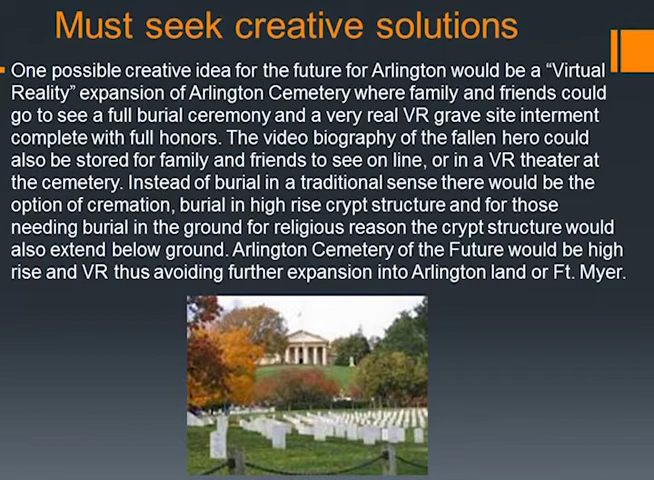 Must seek creative solutions
One possible creative idea for the future for Arlington would be a “Virtual
Reality” expansion of Arlington Cemetery where family and friends could
go to see a full burial ceremony and a very real VR grave site interment
complete with full honors. The video biography of the fallen hero could
also be stored for family and friends to see on line, or in a VR theater at
the cemetery. Instead of burial in a traditional sense there would be the
option of cremation, burial in high rise crypt structure and for those
needing burial in the ground for religious reason the crypt structure would
also extend below ground. Arlington Cemetery of the Future would be high
rise and VR thus avoiding further expansion into Arlington land or Ft. Myer.